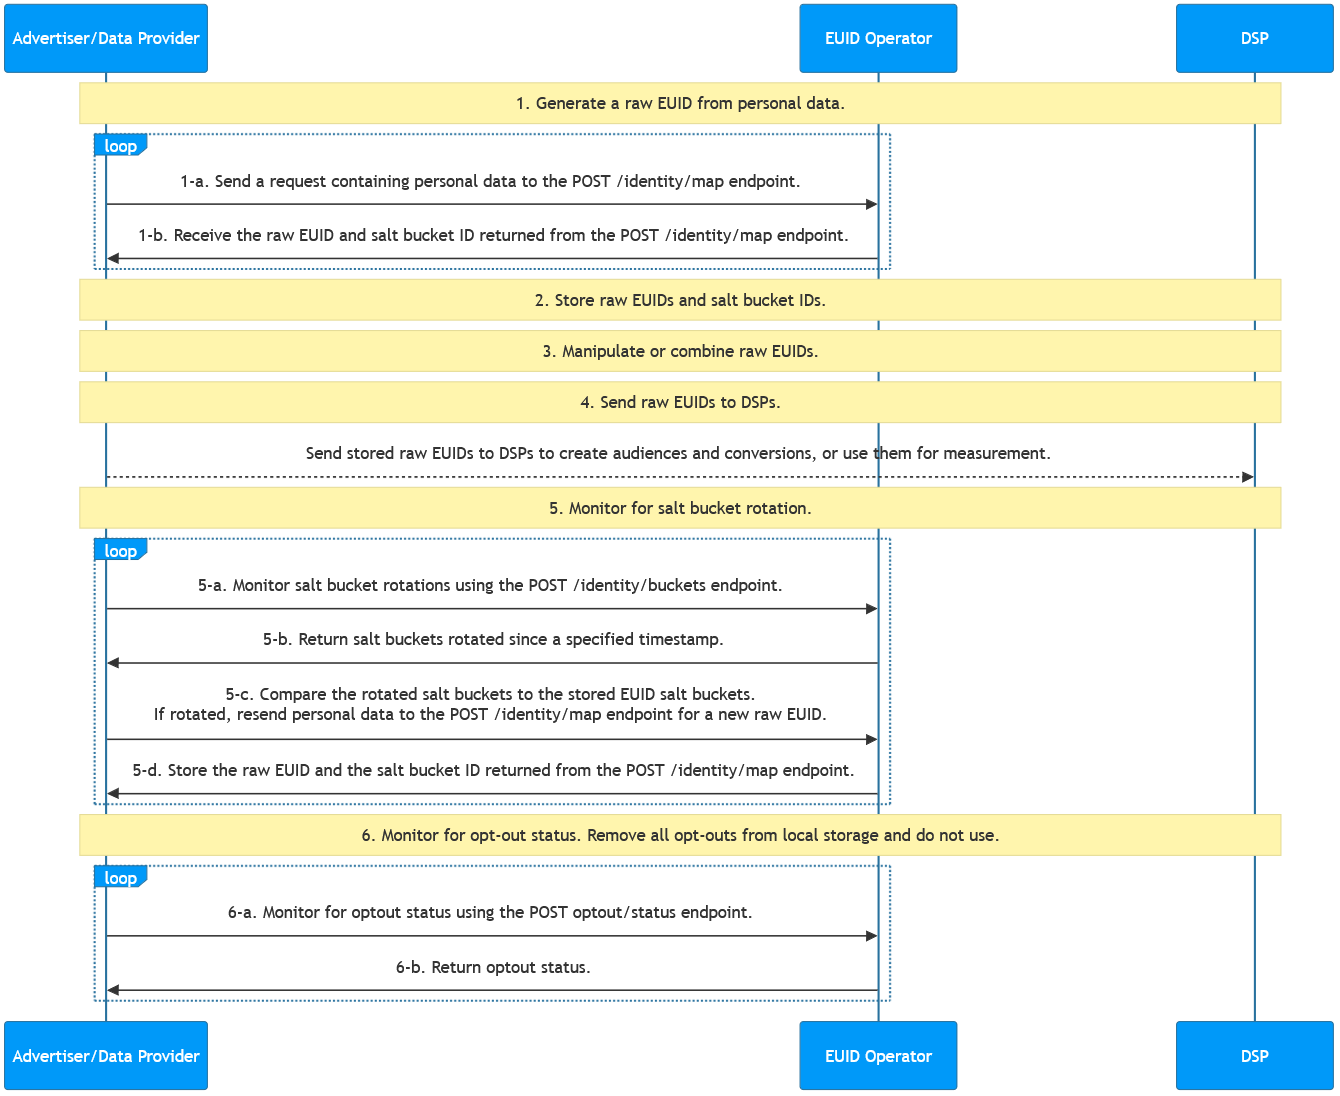 Advertiser/Data Provider
EUID Operator
DSP
1. Generate a raw EUID from personal data.
loop
1-a. Send a request containing personal data to the POST /identity/map endpoint.
1-b. Receive the raw EUID and salt bucket ID returned from the POST /identity/map endpoint.
2. Store raw EUIDs and salt bucket IDs.
3. Manipulate or combine raw EUIDs.
4. Send raw EUIDs to DSPs.
Send stored raw EUIDs to DSPs to create audiences and conversions, or use them for measurement.
5. Monitor for salt bucket rotation.
loop
5-a. Monitor salt bucket rotations using the POST /identity/buckets endpoint.
5-b. Return salt buckets rotated since a specified timestamp.
5-c. Compare the rotated salt buckets to the stored EUID salt buckets.
If rotated, resend personal data to the POST /identity/map endpoint for a new raw EUID.
5-d. Store the raw EUID and the salt bucket ID returned from the POST /identity/map endpoint.
6. Monitor for opt-out status. Remove all opt-outs from local storage and do not use.
loop
6-a. Monitor for optout status using the POST optout/status endpoint.
6-b. Return optout status.
Advertiser/Data Provider
EUID Operator
DSP